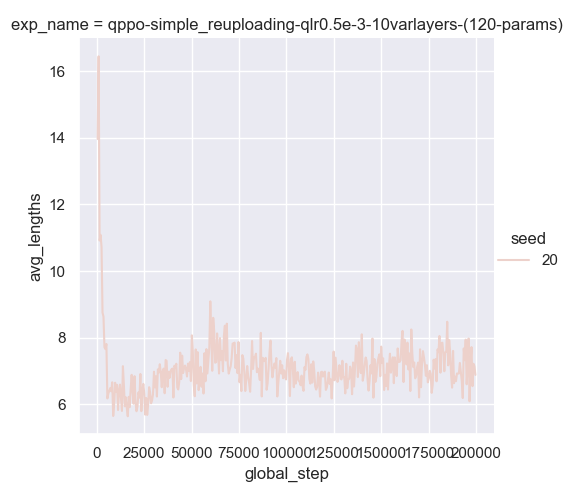 exp_name = qppo-simple_reuploading-qlr0.5e-3-10varlayers-(120-params)
16
14
12
10
8
6
avg_lengths
seed
20
0 25000 50000 75000 100000 125000 150000 175000 200000
global_step